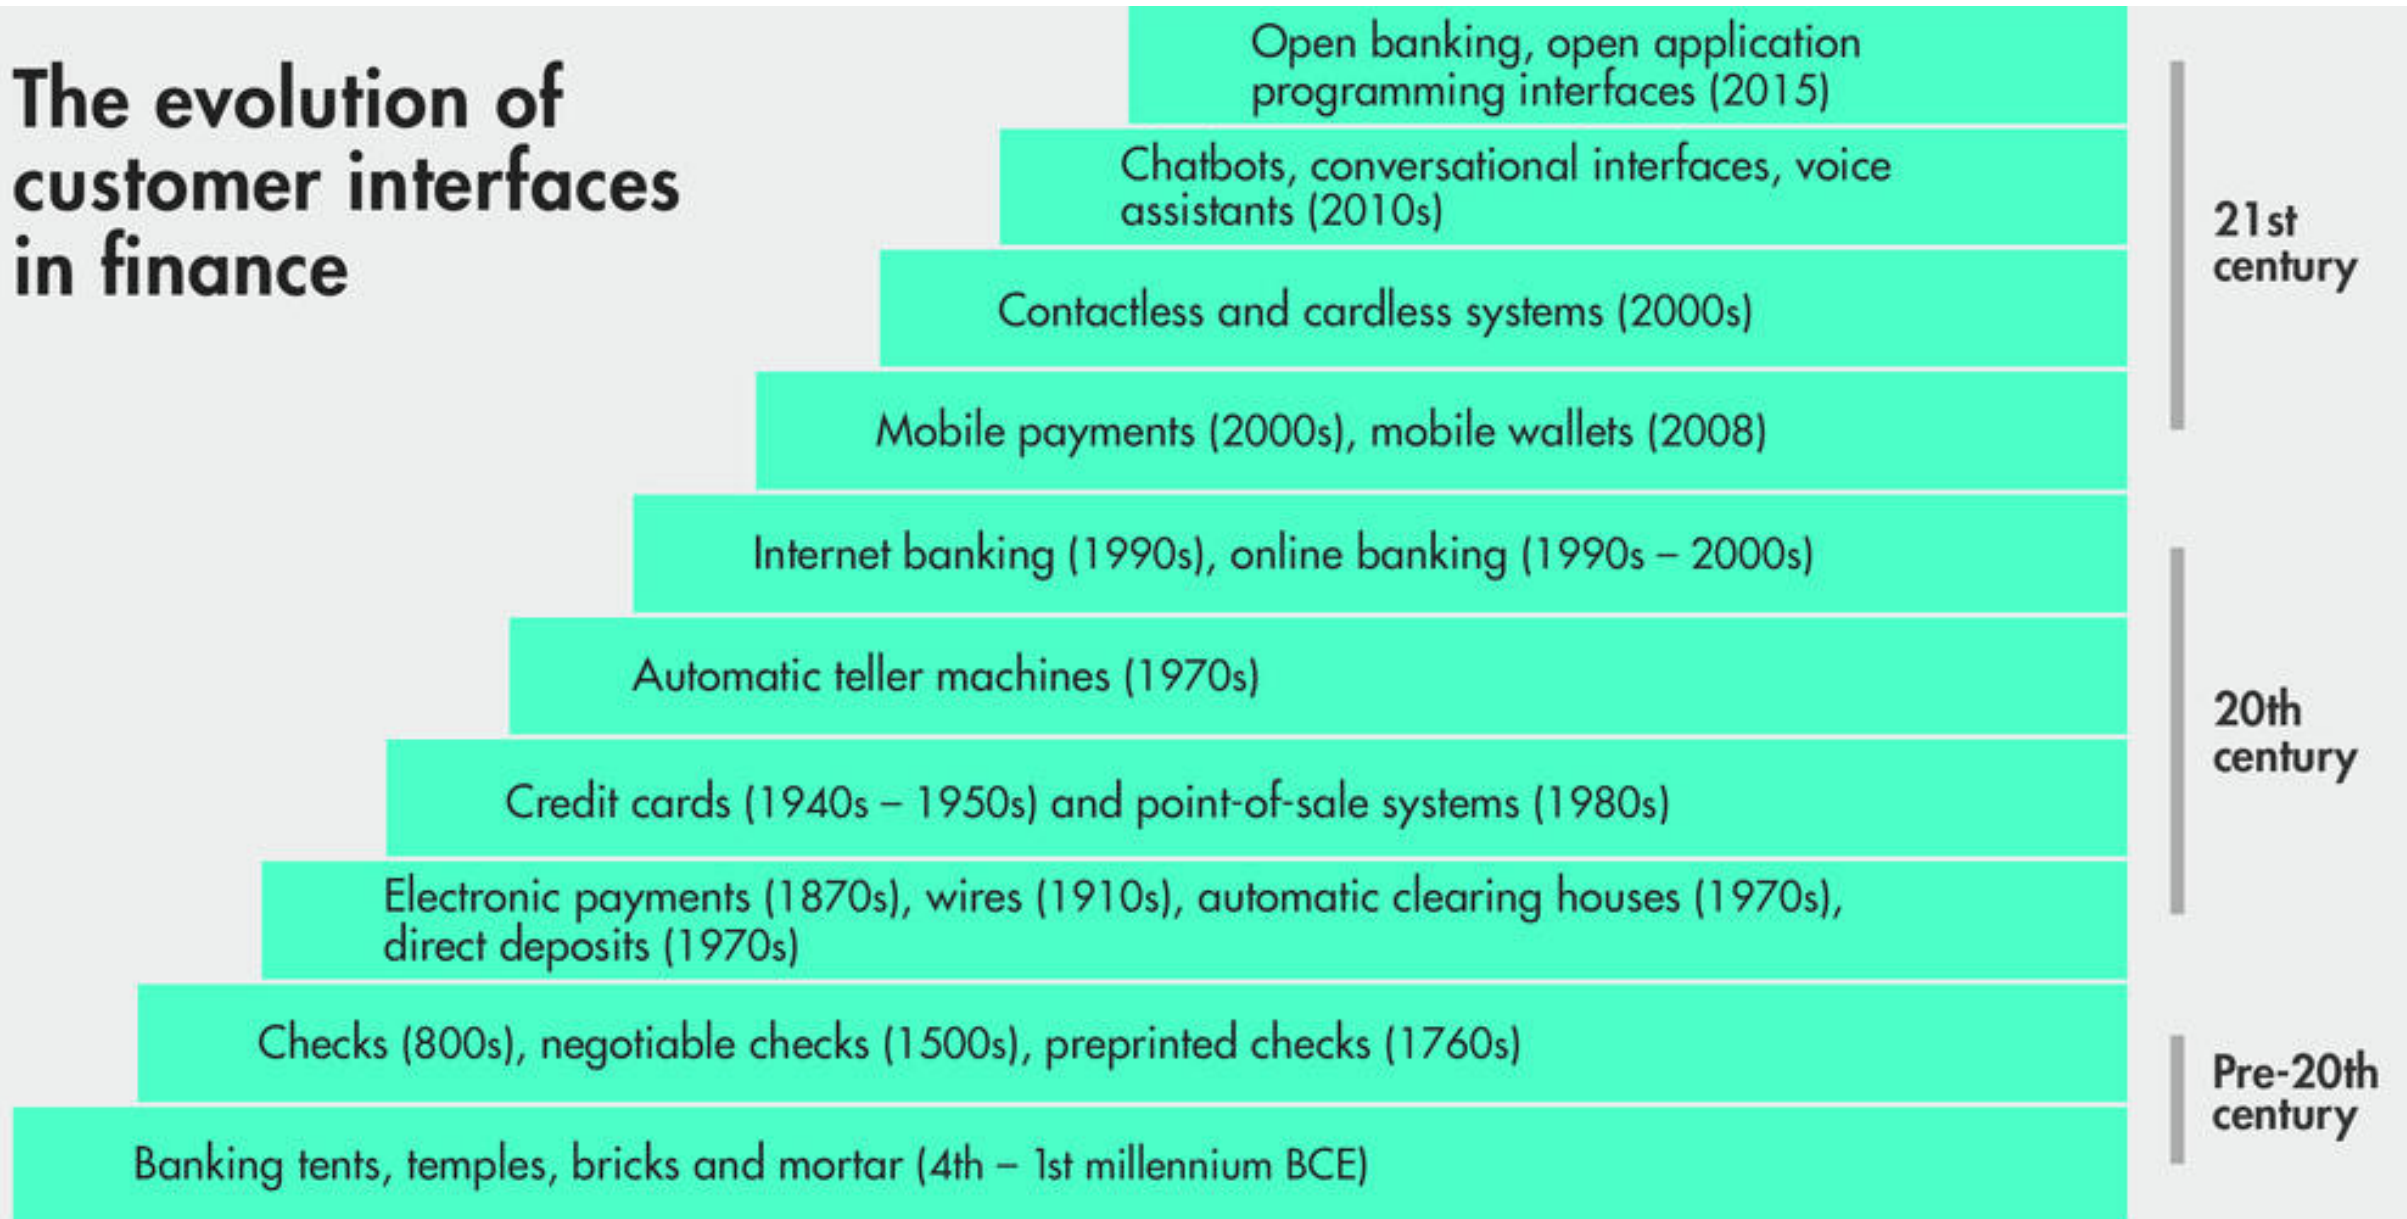 The evolution of
customer interfaces
in finance
Open banking, open application
programming interfaces (2015)
Chatbots, conversational interfaces, voice
assistants (2010s)
Contactless and cardless systems (2000s)
Mobile payments (2000s), mobile wallets (2008)
21st
century
Internet banking (1990s), online banking (1990s – 2000s)
Automatic teller machines (1970s)
Credit cards (1940s – 1950s) and point-of-sale systems (1980s)
Electronic payments (1870s), wires (1910s), automatic clearing houses (1970s),
direct deposits (1970s)
20th
century
Checks (800s), negotiable checks (1500s), preprinted checks (1760s)
Banking tents, temples, bricks and mortar (4th – 1st millennium BCE)
Pre-20th
century